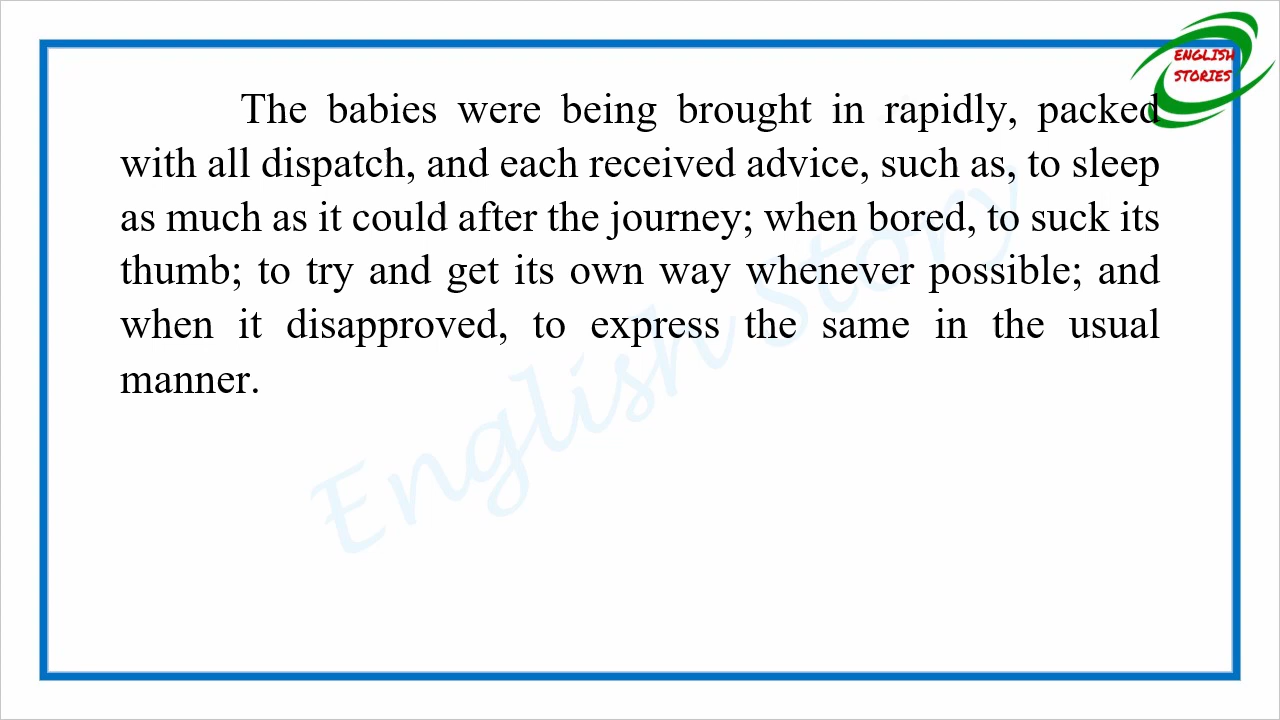 ENGLISH
STORIES
The babies were being brought in rapidly, packed
with all dispatch, and each received advice, such as, to sleep
as much as it could after the journey; when bored, to suck its
thumb; to try and get its own way whenever possible; and
when it disapproved, to express the same in the usual
manner.
English Story